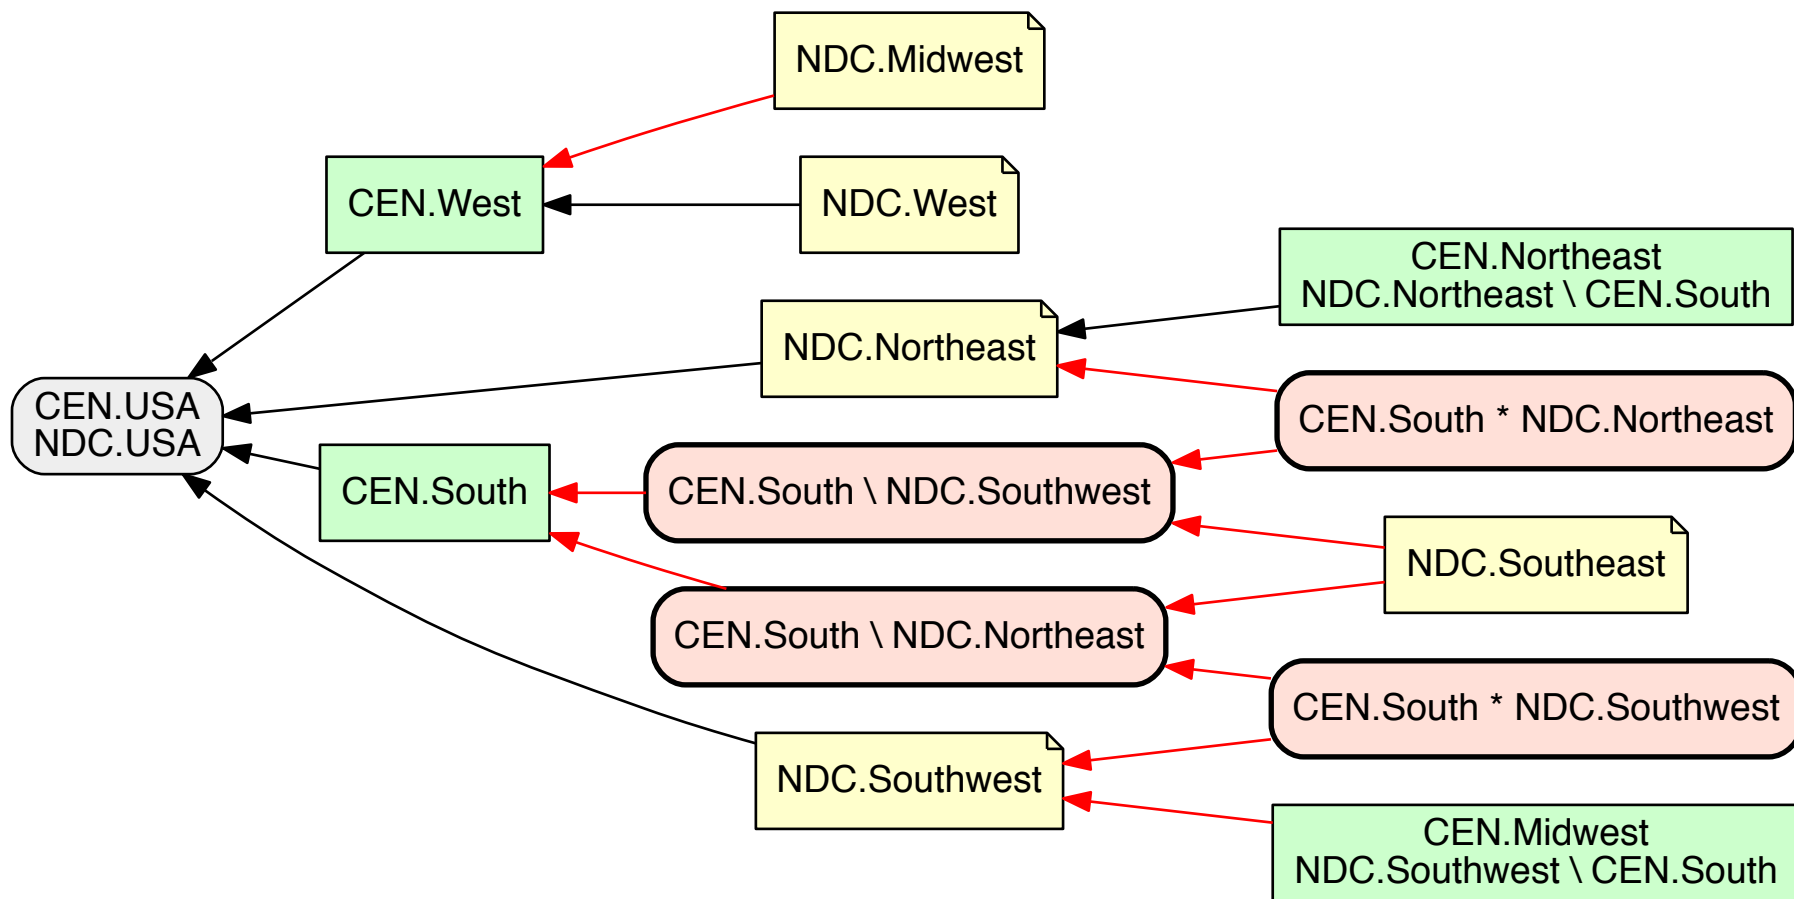 NDC.Midwest
CEN.West
NDC.West
CEN.Northeast
NDC.Northeast \ CEN.South
NDC.Northeast
CEN.USA
NDC.USA
CEN.South * NDC.Northeast
CEN.South
CEN.South \ NDC.Southwest
NDC.Southeast
CEN.South \ NDC.Northeast
CEN.South * NDC.Southwest
NDC.Southwest
CEN.Midwest
NDC.Southwest \ CEN.South